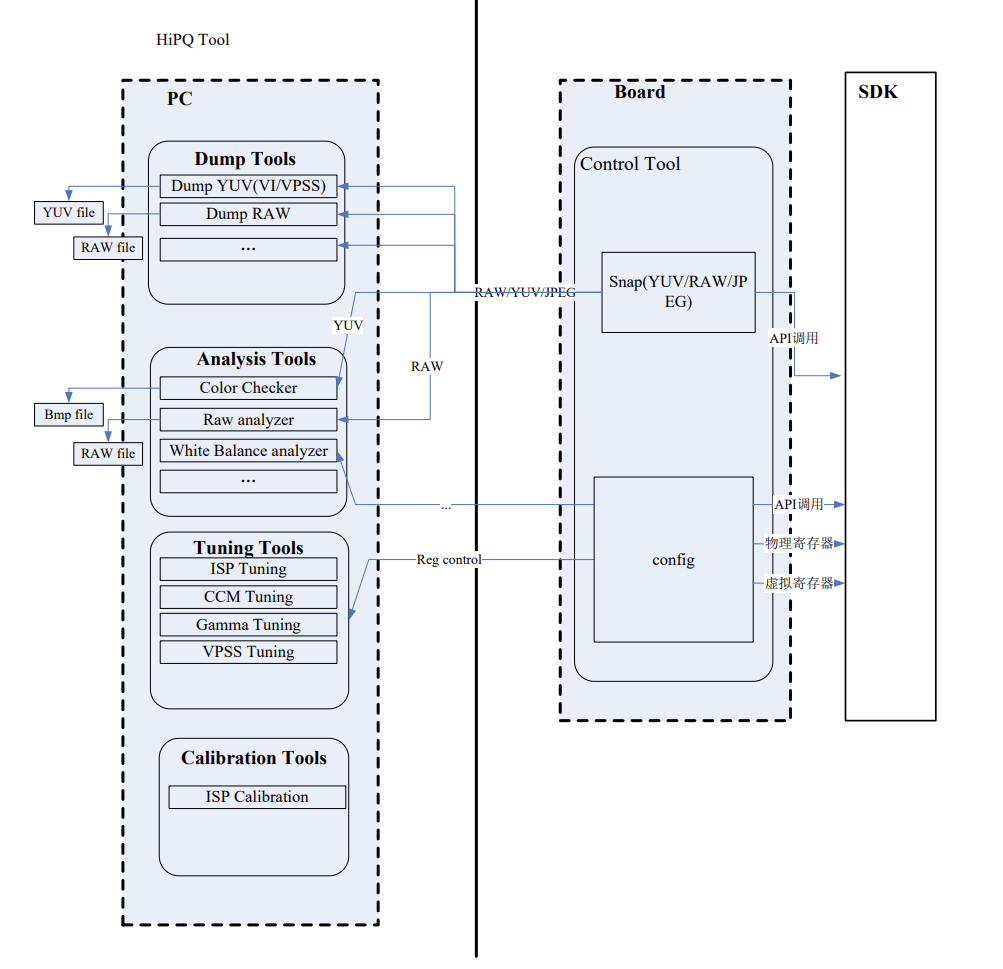 HiPQ Tool
PC
Dump Tools
Dump YUV(VI/VPSS)
Dump RAW
...
YUV file
RAW file
YUV
RAW
Analysis Tools
Color Checker
Raw analyzer
White Balance analyzer
...
Bmp file
RAW file
Tuning Tools
ISP Tuning
CCM Tuning
Gamma Tuning
VPSS Tuning
Calibration Tools
ISP Calibration
RAW/YUV/JPEG
...
Reg control
Board
Control Tool
Snap(YUV/RAW/JP
EG)
config
API调用
API调用
物理寄存器
虚拟寄存器
SDK